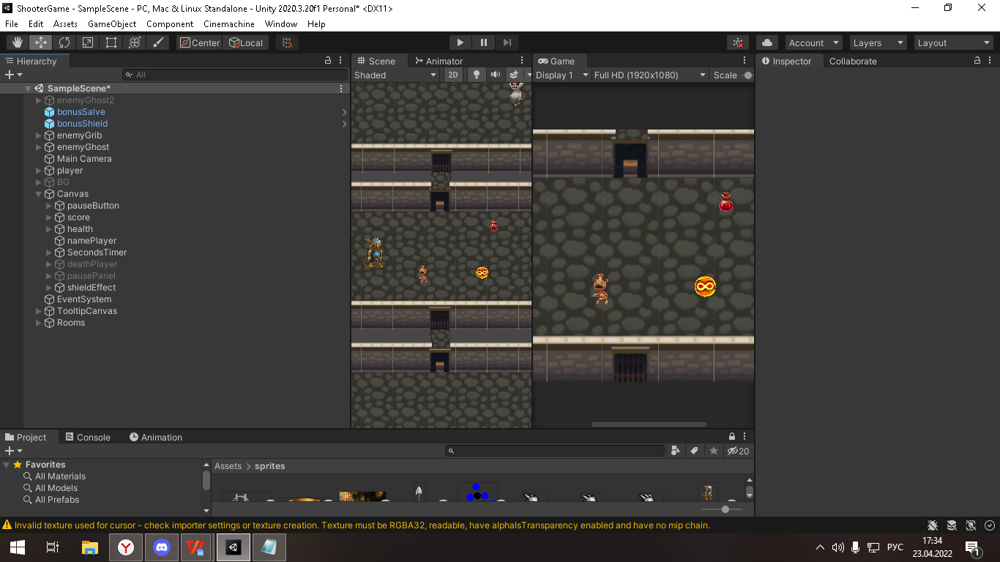 ShooterGame - SampleScene - PC, Mac & Linux Standalone - Unity 2020.3.20f1 Personal* <DX11>
File Edit Assets GameObject Component Cinemachine Window Help
Center Local Account Layers Layout
Hierarchy
All
SampleScene*
enemyGhost2
bonusSalve
bonusShield
enemyGrib
enemyGhost
Main Camera
player
BG
Canvas
pauseButton
score
health
namePlayer
SecondsTimer
deathPlayer
pausePanel
shieldEffect
EventSystem
TooltipCanvas
Rooms
Scene Animator
Shaded 2D
Game
Display 1 Full HD (1920x1080) Scale
Inspector Collaborate
Project Console Animation
20
Favorites
All Materials
All Models
All Prefabs
Assets > sprites
Invalid texture used for cursor - check importer settings or texture creation. Texture must be RGBA32, readable, have alphaIsTransparency enabled and have no mip chain.
РУС
17:34
23.04.2022
1